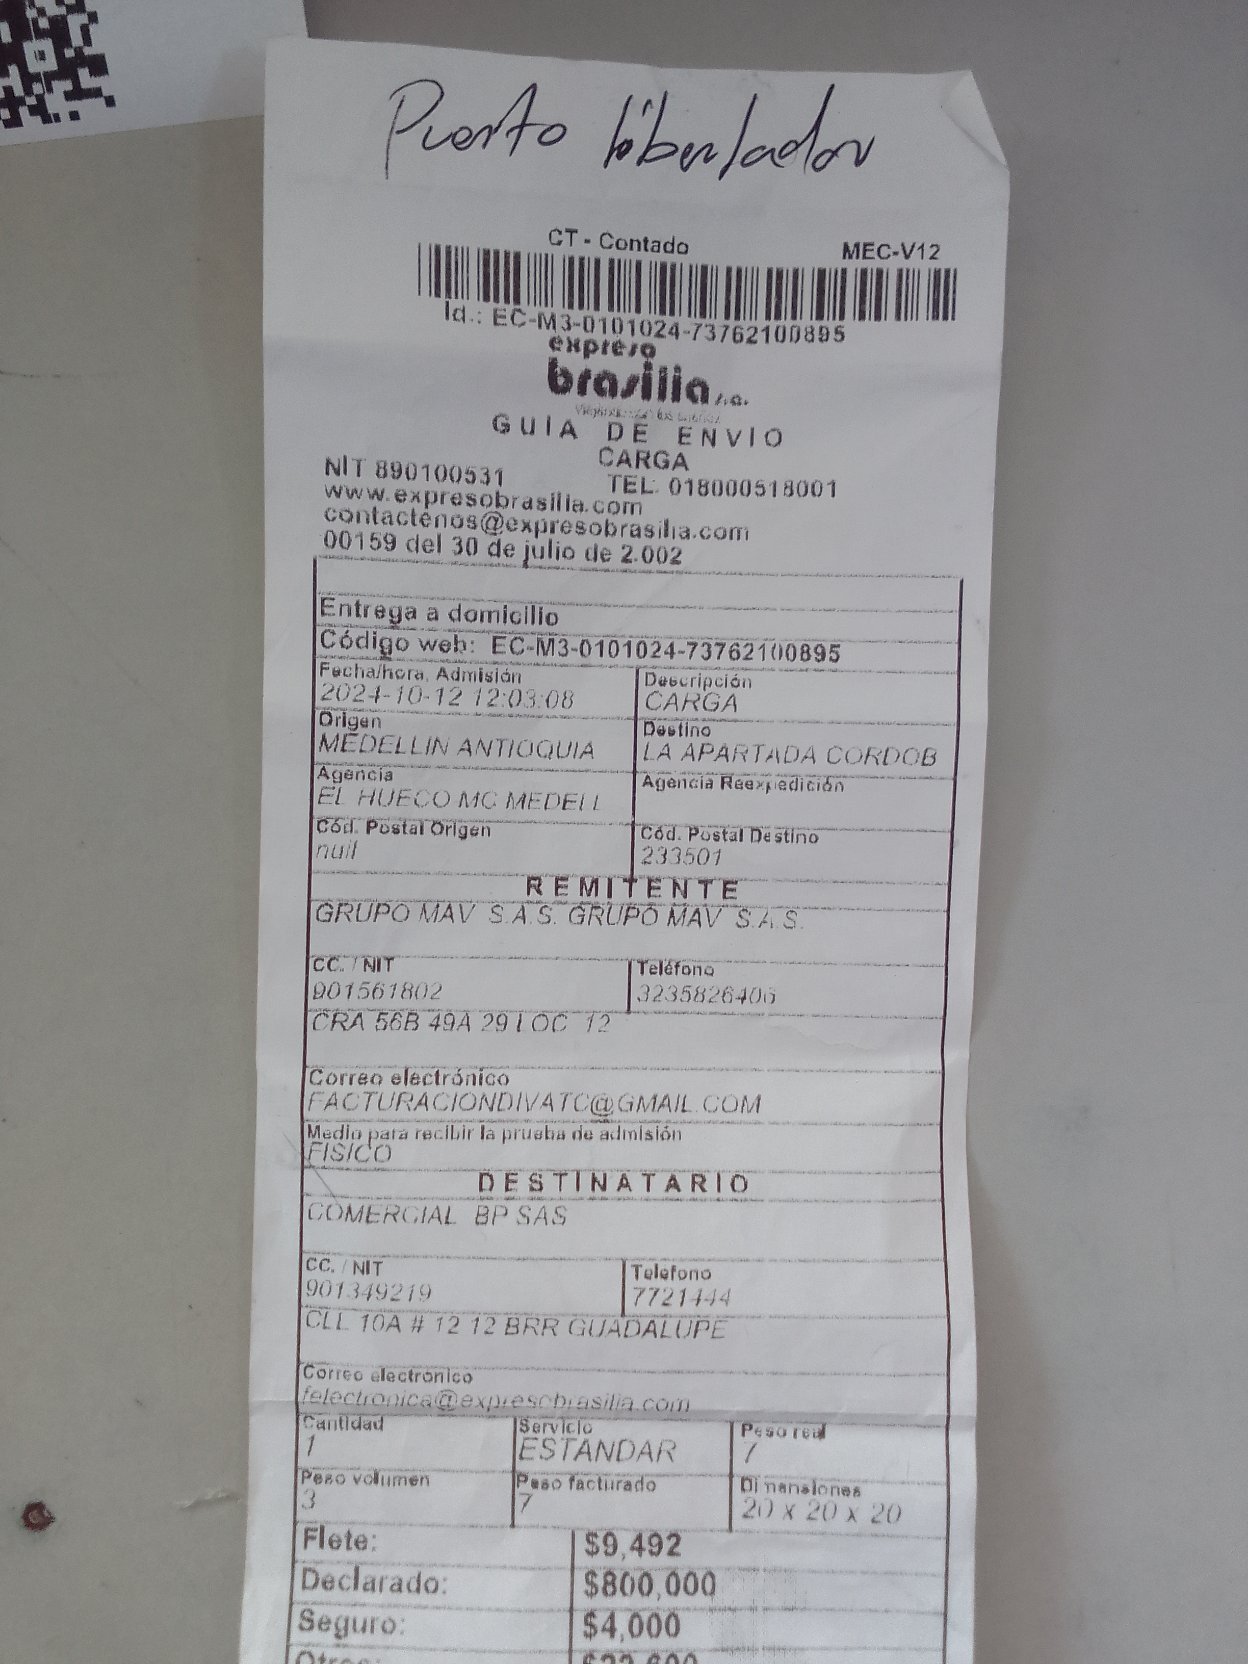 Puerto libertador
CT - Contado MEC-V12
Id.: EC-M3-0101024-73762100895
expreso
brasilia s.a.
GUIA DE ENVIO
CARGA
NIT 890100531 TEL: 018000518001
www.expresobrasilia.com
contactenos@expresobrasilia.com
00159 del 30 de julio de 2.002
Entrega a domicilio
Código web: EC-M3-0101024-73762100895
Fecha/hora, Admisión Descripción
2024-10-12 12:03:08 CARGA
Origen Destino
MEDELLIN ANTIOQUIA LA APARTADA CORDOB
Agencia Agencia Reexpedición
EL HUECO MC MEDELL
Cód. Postal Origen Cód. Postal Destino
null 233501
REMITENTE
GRUPO MAV S.A.S. GRUPO MAV S.A.S.
CC. / NIT Teléfono
901561802 3235826406
CRA 56B 49A 29 LOC 12
Correo electrónico
FACTURACIONDIVATC@GMAIL.COM
Medio para recibir la prueba de admisión
FISICO
DESTINATARIO
COMERCIAL BP SAS
CC. / NIT Telefono
901349219 7721444
CLL 10A # 12 12 BRR GUADALUPE
Correo electronico
felectronica@expresobrasilia.com
Cantidad Servicio Peso real
1 ESTANDAR 7
Peso volumen Peso facturado Dimensiones
3 7 20 x 20 x 20
Flete: $9,492
Declarado: $800,000
Seguro: $4,000
Otros: $22,600